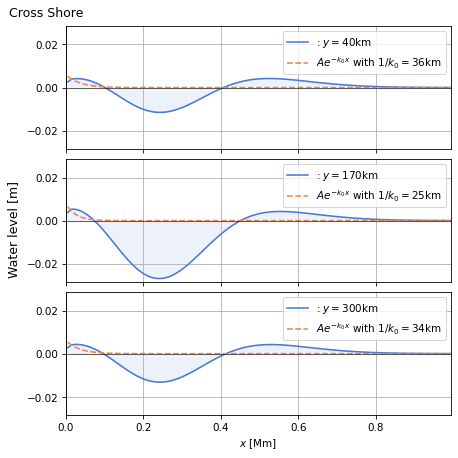 Cross Shore
Water level [m]
0.02
0.00
−0.02
: y = 40km
Ae^{−k₀x} with 1/k₀ = 36km
0.02
0.00
−0.02
: y = 170km
Ae^{−k₀x} with 1/k₀ = 25km
0.02
0.00
−0.02
: y = 300km
Ae^{−k₀x} with 1/k₀ = 34km
0.0 0.2 0.4 0.6 0.8
x [Mm]